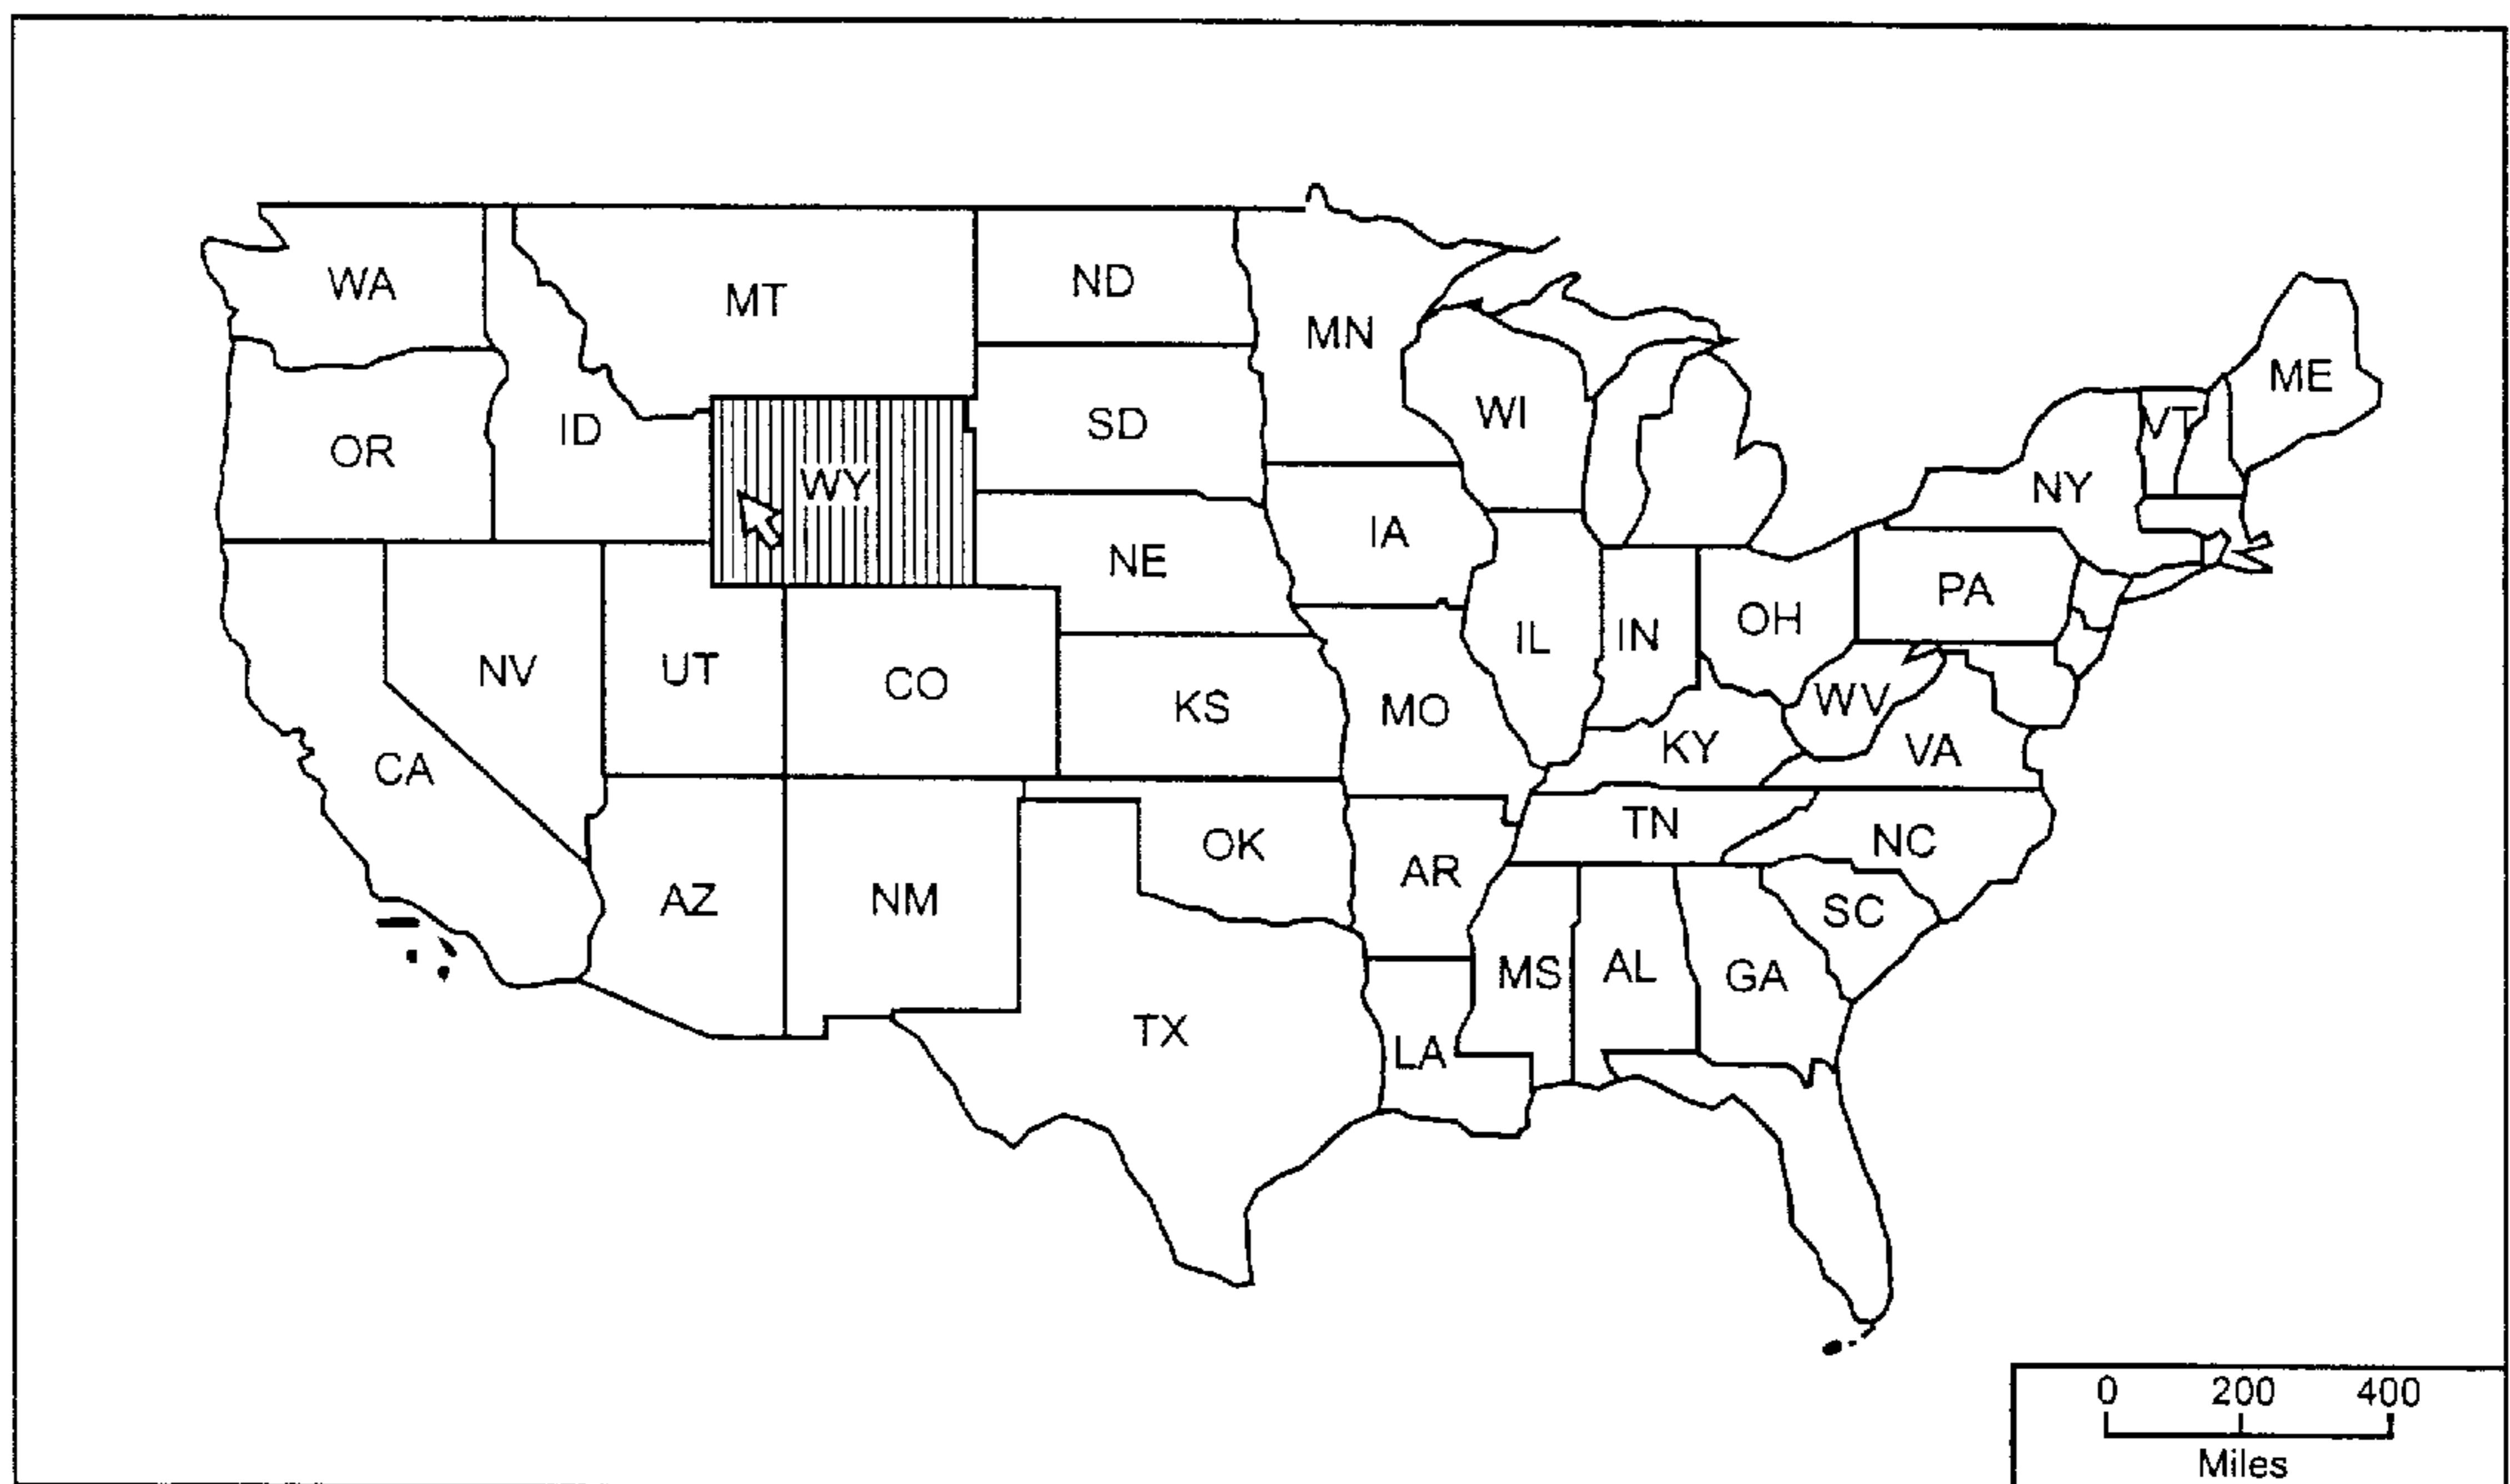 WA
MT
ND
MN
ME
WI
VT
OR
ID
SD
WY
NY
IA
NE
PA
OH
IL
IN
NV
UT
CO
KS
MO
WV
KY
VA
CA
TN
NC
OK
AR
AZ
NM
SC
MS
AL
GA
TX
LA
0 200 400
Miles